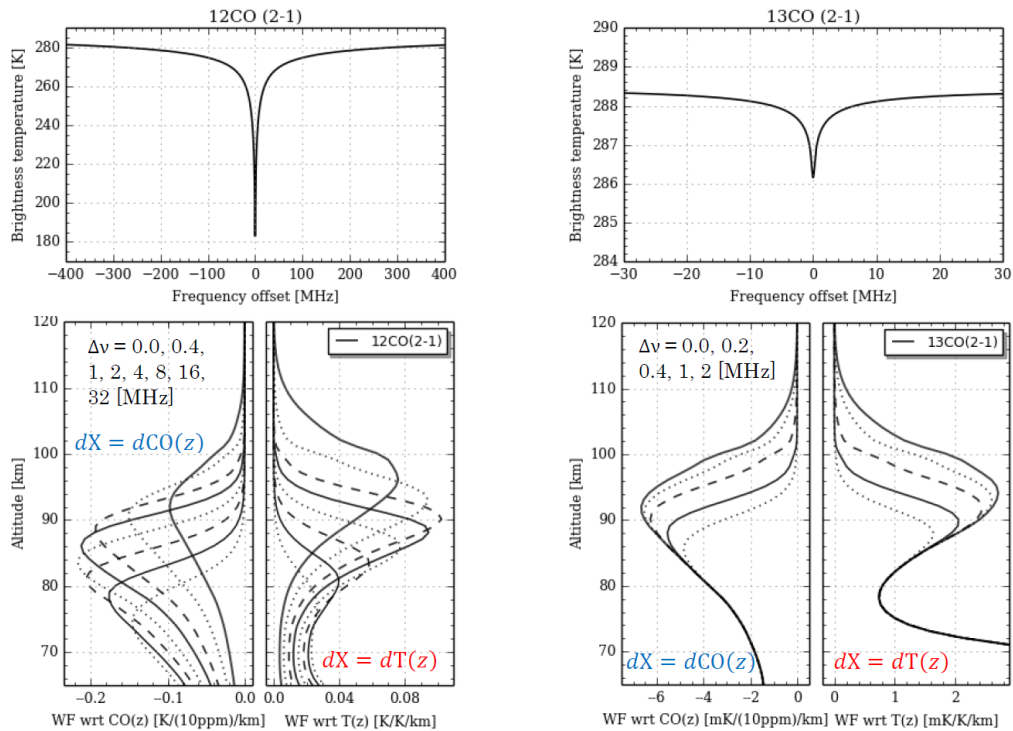 12CO (2-1)
Brightness temperature [K]
280
260
240
220
200
180
170
−400 −300 −200 −100 0 100 200 300 400
Frequency offset [MHz]
13CO (2-1)
Brightness temperature [K]
290
289
288
287
286
285
284
−30 −20 −10 0 10 20 30
Frequency offset [MHz]
Altitude [km]
120
110
100
90
80
70
Δν = 0.0, 0.4,
1, 2, 4, 8, 16,
32 [MHz]
dX = dCO(z)
12CO(2-1)
dX = dT(z)
−0.2 −0.1 0.0 0.0 0.04 0.08
WF wrt CO(z) [K/(10ppm)/km] WF wrt T(z) [K/K/km]
Altitude [km]
120
110
100
90
80
70
Δν = 0.0, 0.2,
0.4, 1, 2 [MHz]
13CO(2-1)
dX = dCO(z) dX = dT(z)
−6 −4 −2 0 0 1 2
WF wrt CO(z) [mK/(10ppm)/km] WF wrt T(z) [mK/K/km]